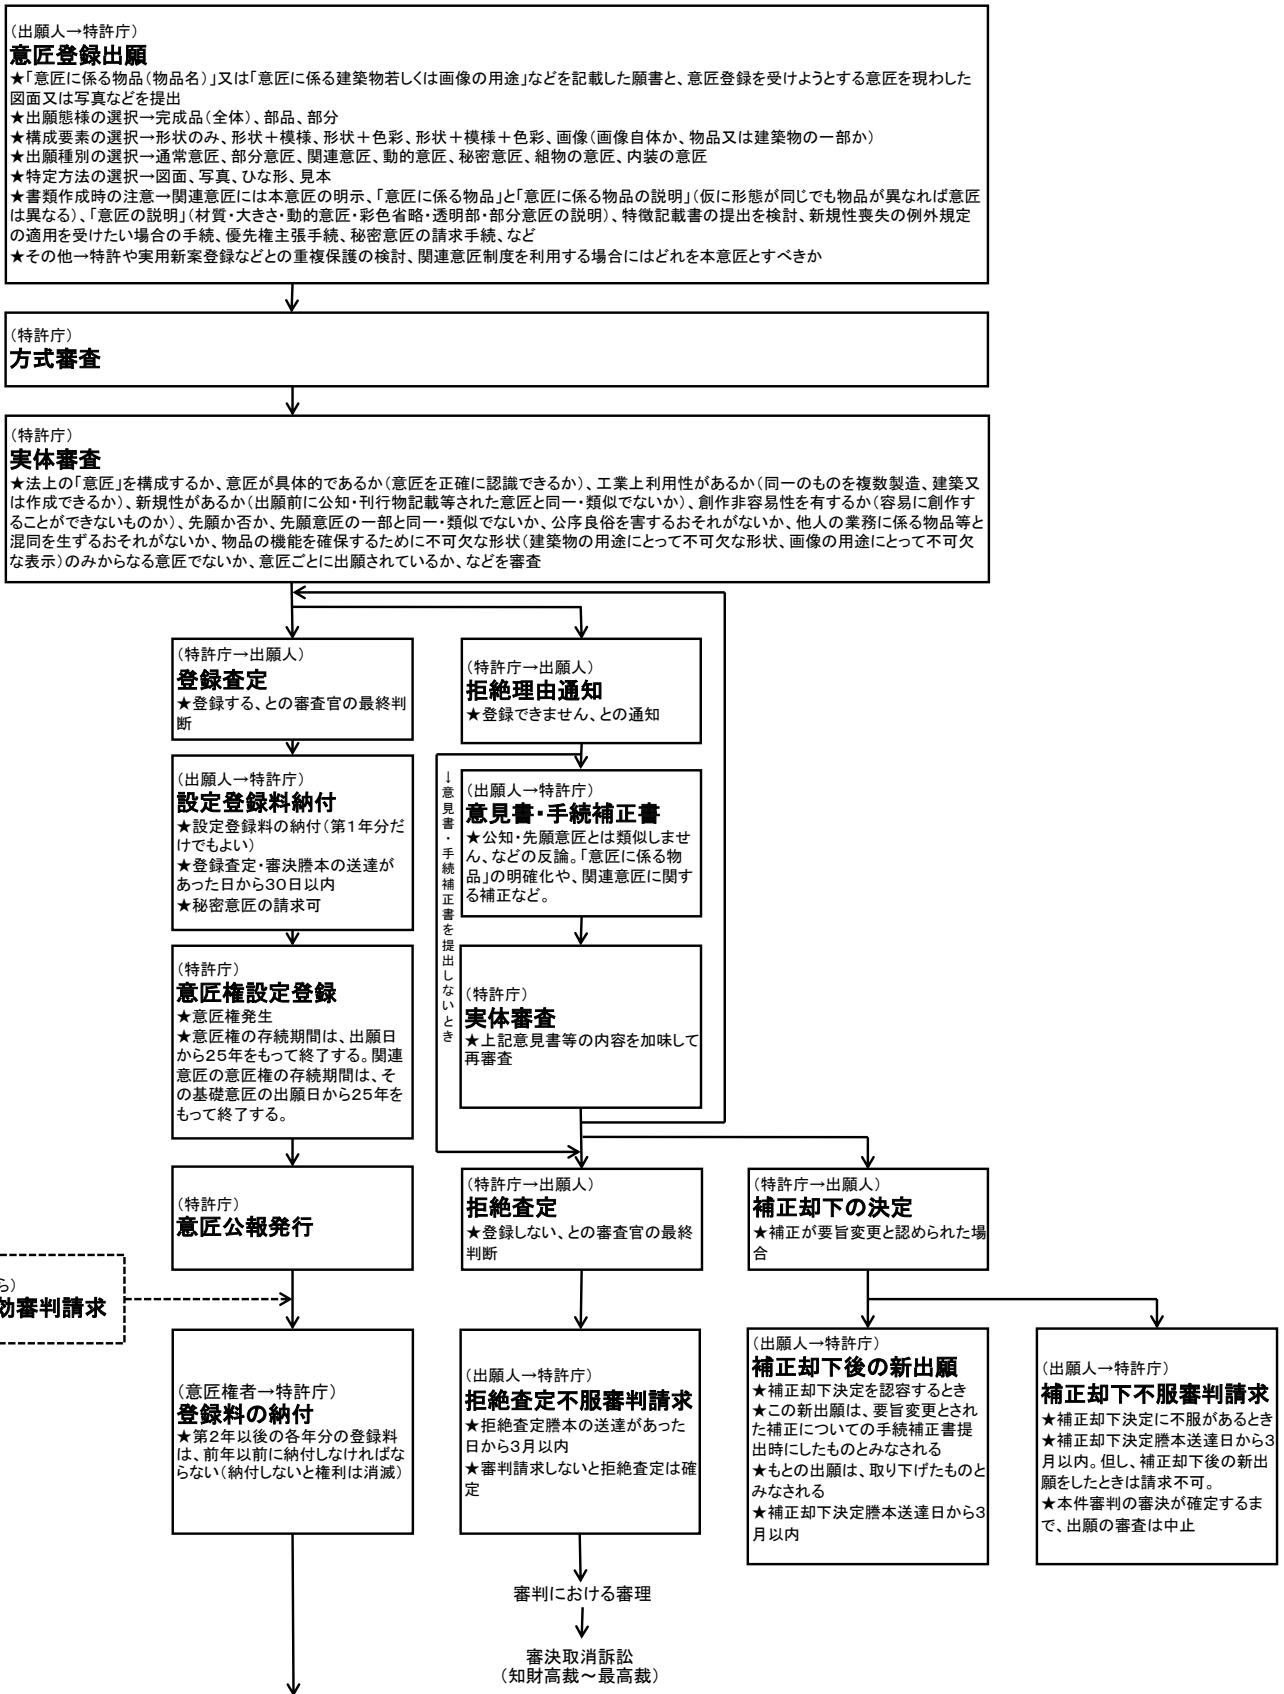 (出願人→特許庁)
意匠登録出願
★「意匠に係る物品(物品名)」又は「意匠に係る建築物若しくは画像の用途」などを記載した願書と、意匠登録を受けようとする意匠を現わした
図面又は写真などを提出
★出願態様の選択→完成品(全体)、部品、部分
★構成要素の選択→形状のみ、形状+模様、形状+色彩、形状+模様+色彩、画像(画像自体か、物品又は建築物の一部か)
★出願種別の選択→通常意匠、部分意匠、関連意匠、動的意匠、秘密意匠、組物の意匠、内装の意匠
★特定方法の選択→図面、写真、ひな形、見本
★書類作成時の注意→関連意匠には本意匠の明示、「意匠に係る物品」と「意匠に係る物品の説明」(仮に形態が同じでも物品が異なれば意匠
は異なる)、「意匠の説明」(材質・大きさ・動的意匠・彩色省略・透明部・部分意匠の説明)、特徴記載書の提出を検討、新規性喪失の例外規定
の適用を受けたい場合の手続、優先権主張手続、秘密意匠の請求手続、など
★その他→特許や実用新案登録などとの重複保護の検討、関連意匠制度を利用する場合にはどれを本意匠とすべきか
(特許庁)
方式審査
(特許庁)
実体審査
★法上の「意匠」を構成するか、意匠が具体的であるか(意匠を正確に認識できるか)、工業上利用性があるか(同一のものを複数製造、建築又
は作成できるか)、新規性があるか(出願前に公知・刊行物記載等された意匠と同一・類似でないか)、創作非容易性を有するか(容易に創作す
ることができないものか)、先願か否か、先願意匠の一部と同一・類似でないか、公序良俗を害するおそれがないか、他人の業務に係る物品等と
混同を生ずるおそれがないか、物品の機能を確保するために不可欠な形状(建築物の用途にとって不可欠な形状、画像の用途にとって不可欠
な表示)のみからなる意匠でないか、意匠ごとに出願されているか、などを審査
(特許庁→出願人)
登録査定
★登録する、との審査官の最終判
断
(特許庁→出願人)
拒絶理由通知
★登録できません、との通知
(出願人→特許庁)
設定登録料納付
★設定登録料の納付(第1年分だ
けでもよい)
★登録査定・審決謄本の送達が
あった日から30日以内
★秘密意匠の請求可
↓意見書・手続補正書を提出しないとき
(出願人→特許庁)
意見書・手続補正書
★公知・先願意匠とは類似しませ
ん、などの反論。「意匠に係る物
品」の明確化や、関連意匠に関す
る補正など。
(特許庁)
意匠権設定登録
★意匠権発生
★意匠権の存続期間は、出願日
から25年をもって終了する。関連
意匠の意匠権の存続期間は、そ
の基礎意匠の出願日から25年を
もって終了する。
(特許庁)
実体審査
★上記意見書等の内容を加味して
再審査
(特許庁)
意匠公報発行
(特許庁→出願人)
拒絶査定
★登録しない、との審査官の最終
判断
(特許庁→出願人)
補正却下の決定
★補正が要旨変更と認められた場
合
ら)
効審判請求
(意匠権者→特許庁)
登録料の納付
★第2年以後の各年分の登録料
は、前年以前に納付しなければな
らない(納付しないと権利は消滅)
(出願人→特許庁)
拒絶査定不服審判請求
★拒絶査定謄本の送達があった
日から3月以内
★審判請求しないと拒絶査定は確
定
(出願人→特許庁)
補正却下後の新出願
★補正却下決定を認容するとき
★この新出願は、要旨変更とされ
た補正についての手続補正書提
出時にしたものとみなされる
★もとの出願は、取り下げたものと
みなされる
★補正却下決定謄本送達日から3
月以内
(出願人→特許庁)
補正却下不服審判請求
★補正却下決定に不服があるとき
★補正却下決定謄本送達日から3
月以内。但し、補正却下後の新出
願をしたときは請求不可。
★本件審判の審決が確定するま
で、出願の審査は中止
審判における審理
審決取消訴訟
(知財高裁~最高裁)